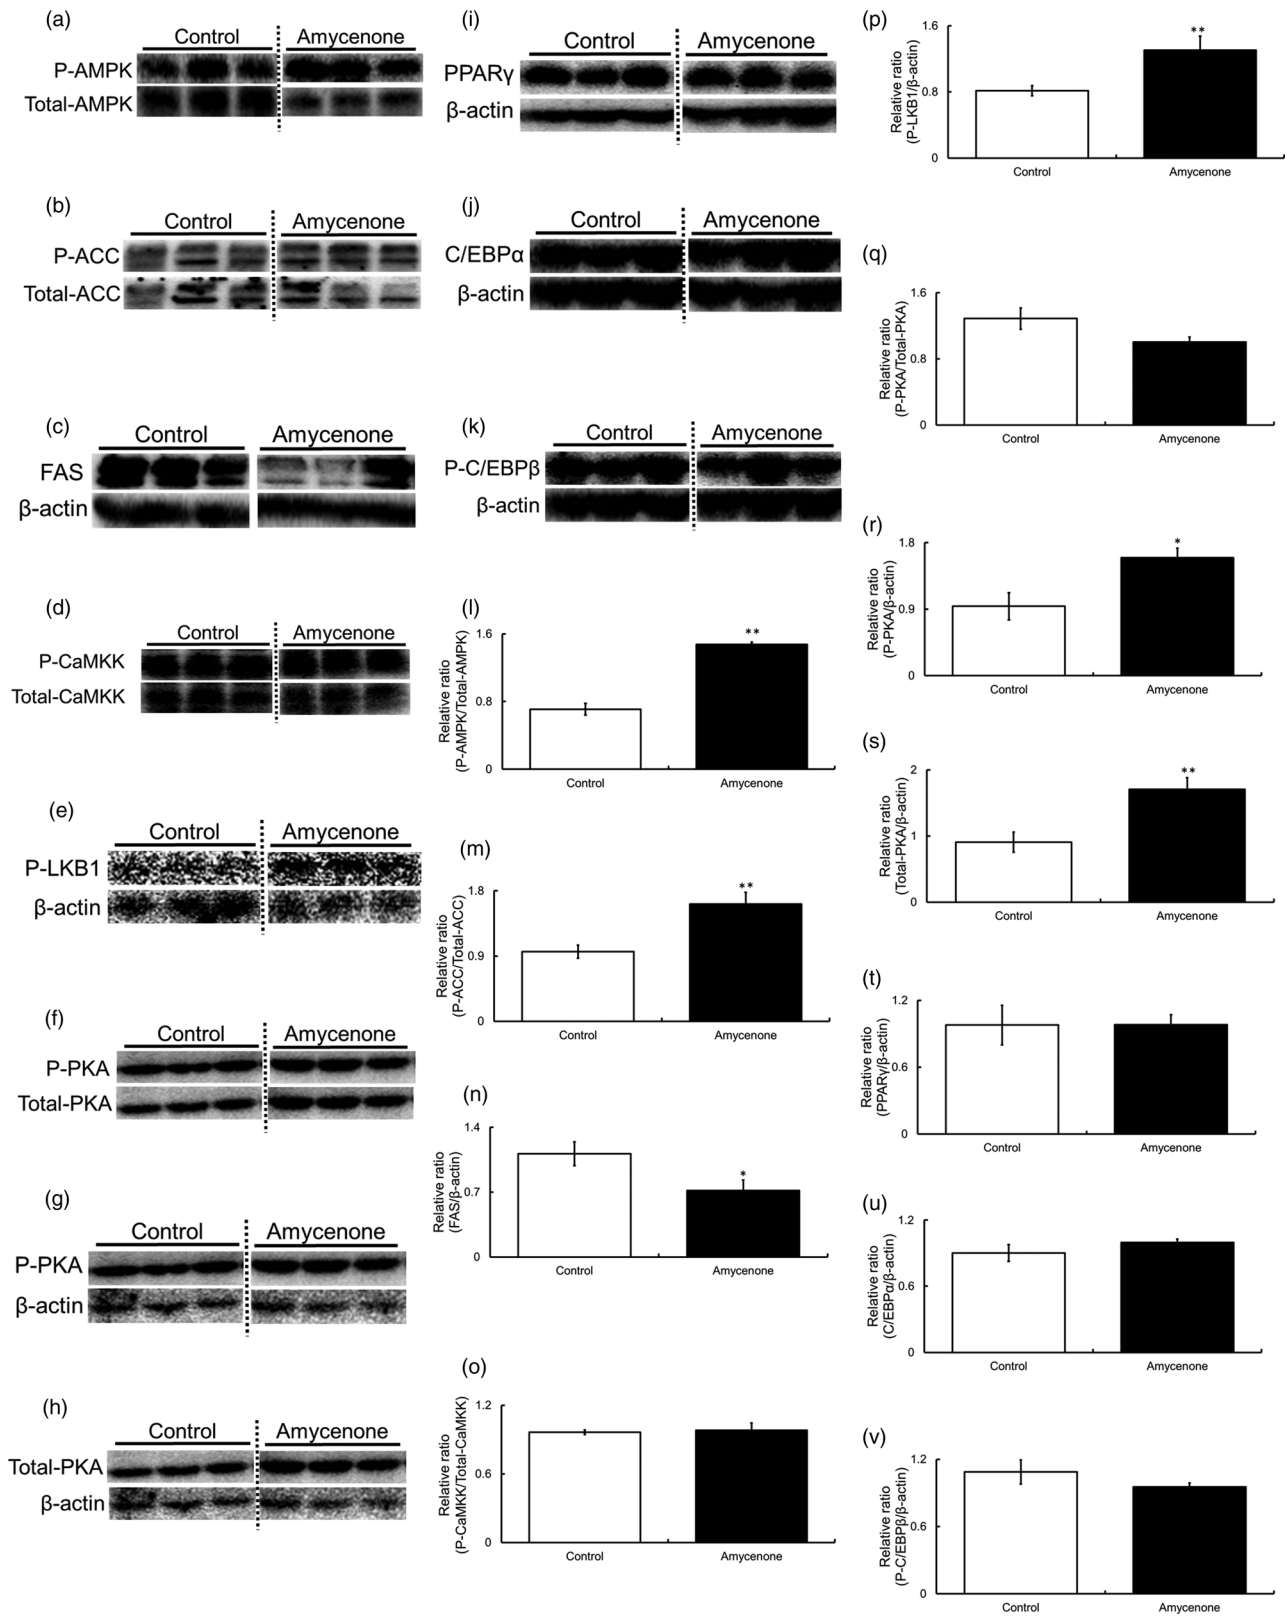 (a)
Control Amycenone
P-AMPK
Total-AMPK
(b)
Control Amycenone
P-ACC
Total-ACC
(c)
Control Amycenone
FAS
β-actin
(d)
Control Amycenone
P-CaMKK
Total-CaMKK
(e)
Control Amycenone
P-LKB1
β-actin
(f)
Control Amycenone
P-PKA
Total-PKA
(g)
Control Amycenone
P-PKA
β-actin
(h)
Control Amycenone
Total-PKA
β-actin
(i)
Control Amycenone
PPARγ
β-actin
(j)
Control Amycenone
C/EBPα
β-actin
(k)
Control Amycenone
P-C/EBPβ
β-actin
(l)
Relative ratio
(P-AMPK/Total-AMPK)
1.6
**
0.8
0
Control Amycenone
(m)
Relative ratio
(P-ACC/Total-ACC)
1.8
**
0.9
0
Control Amycenone
(n)
Relative ratio
(FAS/β-actin)
1.4
*
0.7
0
Control Amycenone
(o)
Relative ratio
(P-CaMKK/Total-CaMKK)
1.2
0.6
0
Control Amycenone
(p)
Relative ratio
(P-LKB1/β-actin)
1.6
**
0.8
0
Control Amycenone
(q)
Relative ratio
(P-PKA/Total-PKA)
1.6
0.8
0
Control Amycenone
(r)
Relative ratio
(P-PKA/β-actin)
1.8
*
0.9
0
Control Amycenone
(s)
Relative ratio
(Total-PKA/β-actin)
2
**
1
0
Control Amycenone
(t)
Relative ratio
(PPARγ/β-actin)
1.2
0.6
0
Control Amycenone
(u)
Relative ratio
(C/EBPα/β-actin)
1.2
0.6
0
Control Amycenone
(v)
Relative ratio
(P-C/EBPβ/β-actin)
1.2
0.6
0
Control Amycenone